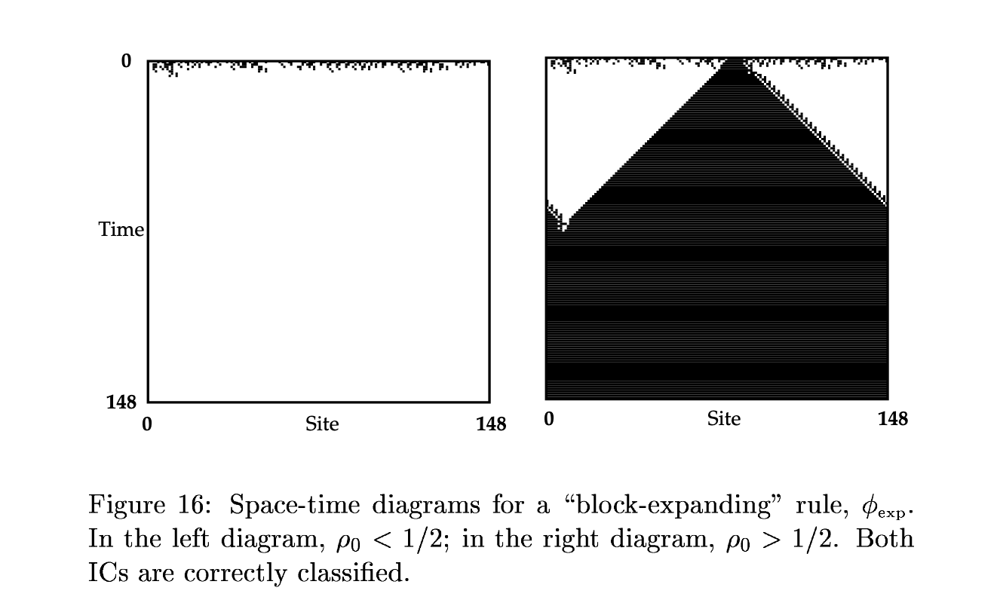 0
Time
148
0 Site 148
0 Site 148
Figure 16: Space-time diagrams for a “block-expanding” rule, ϕexp.
In the left diagram, ρ0 < 1/2; in the right diagram, ρ0 > 1/2. Both
ICs are correctly classified.